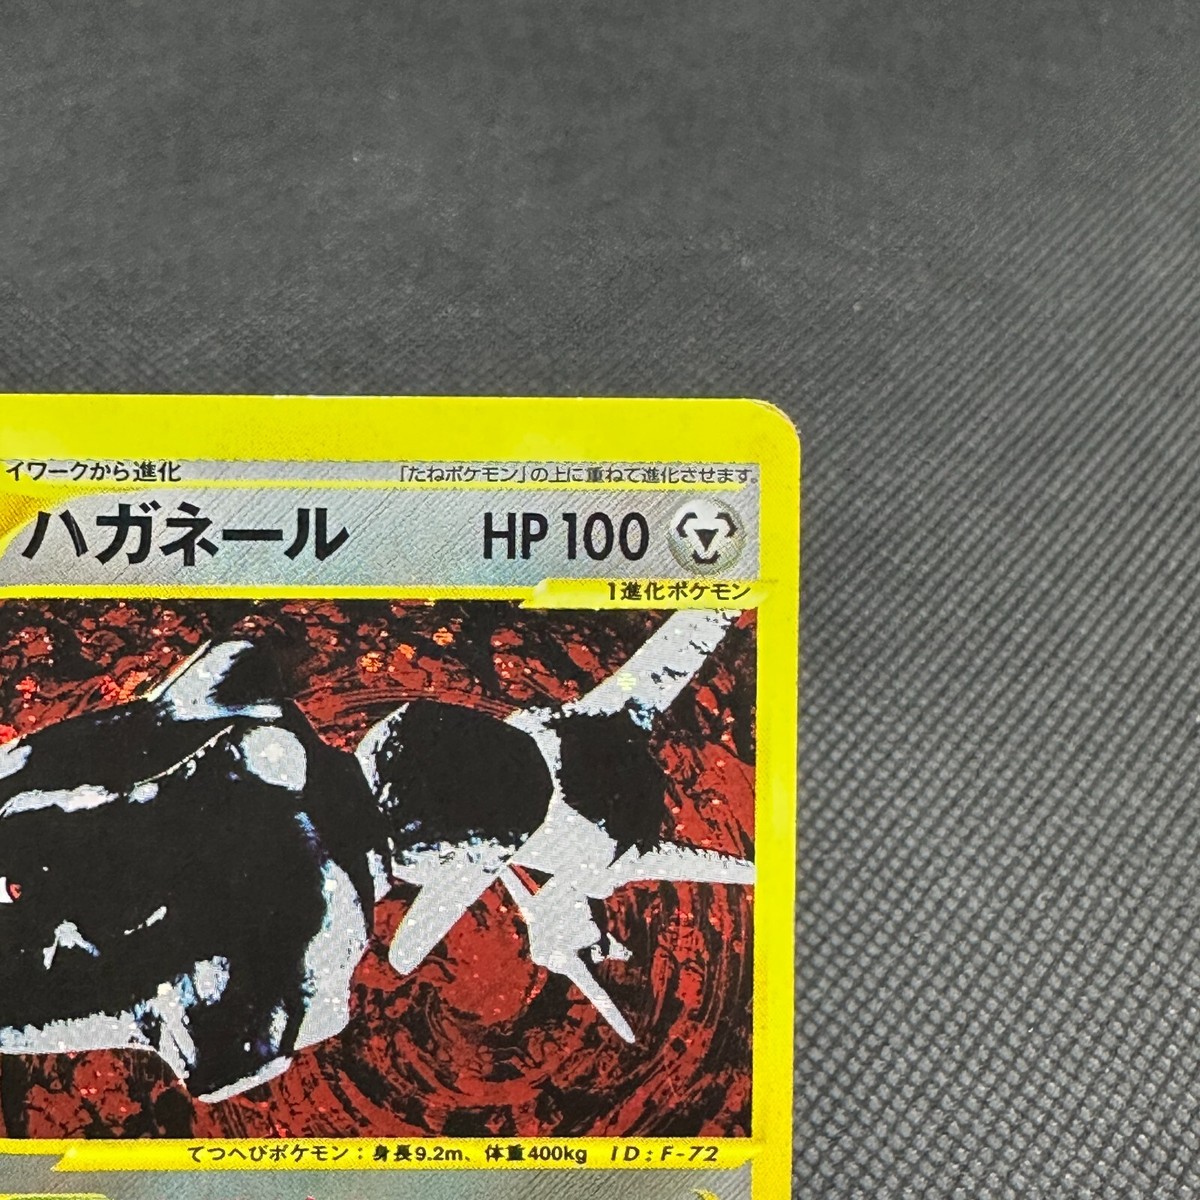 イワークから進化
「たねポケモン」の上に重ねて進化させます。
ハガネール HP 100
1進化ポケモン
てつへびポケモン：身長9.2m、体重400kg ID：F-72